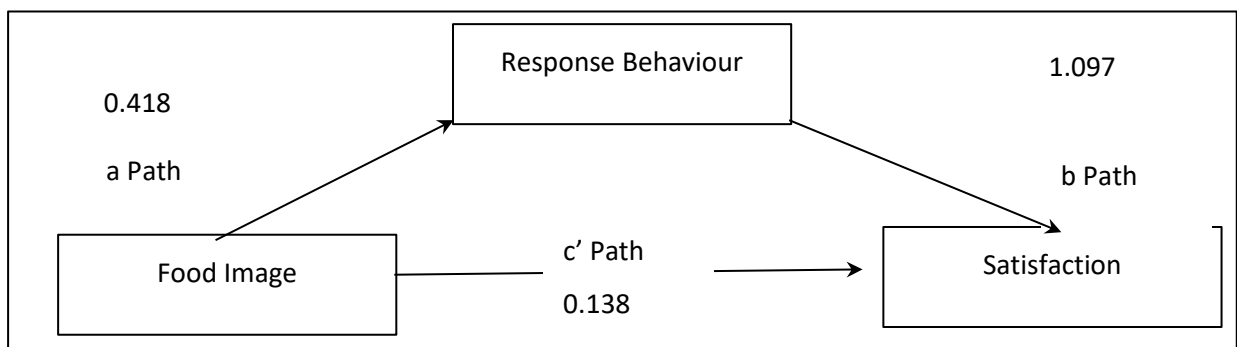 Response Behaviour
1.097
0.418
a Path
b Path
Food Image
c’ Path
0.138
Satisfaction